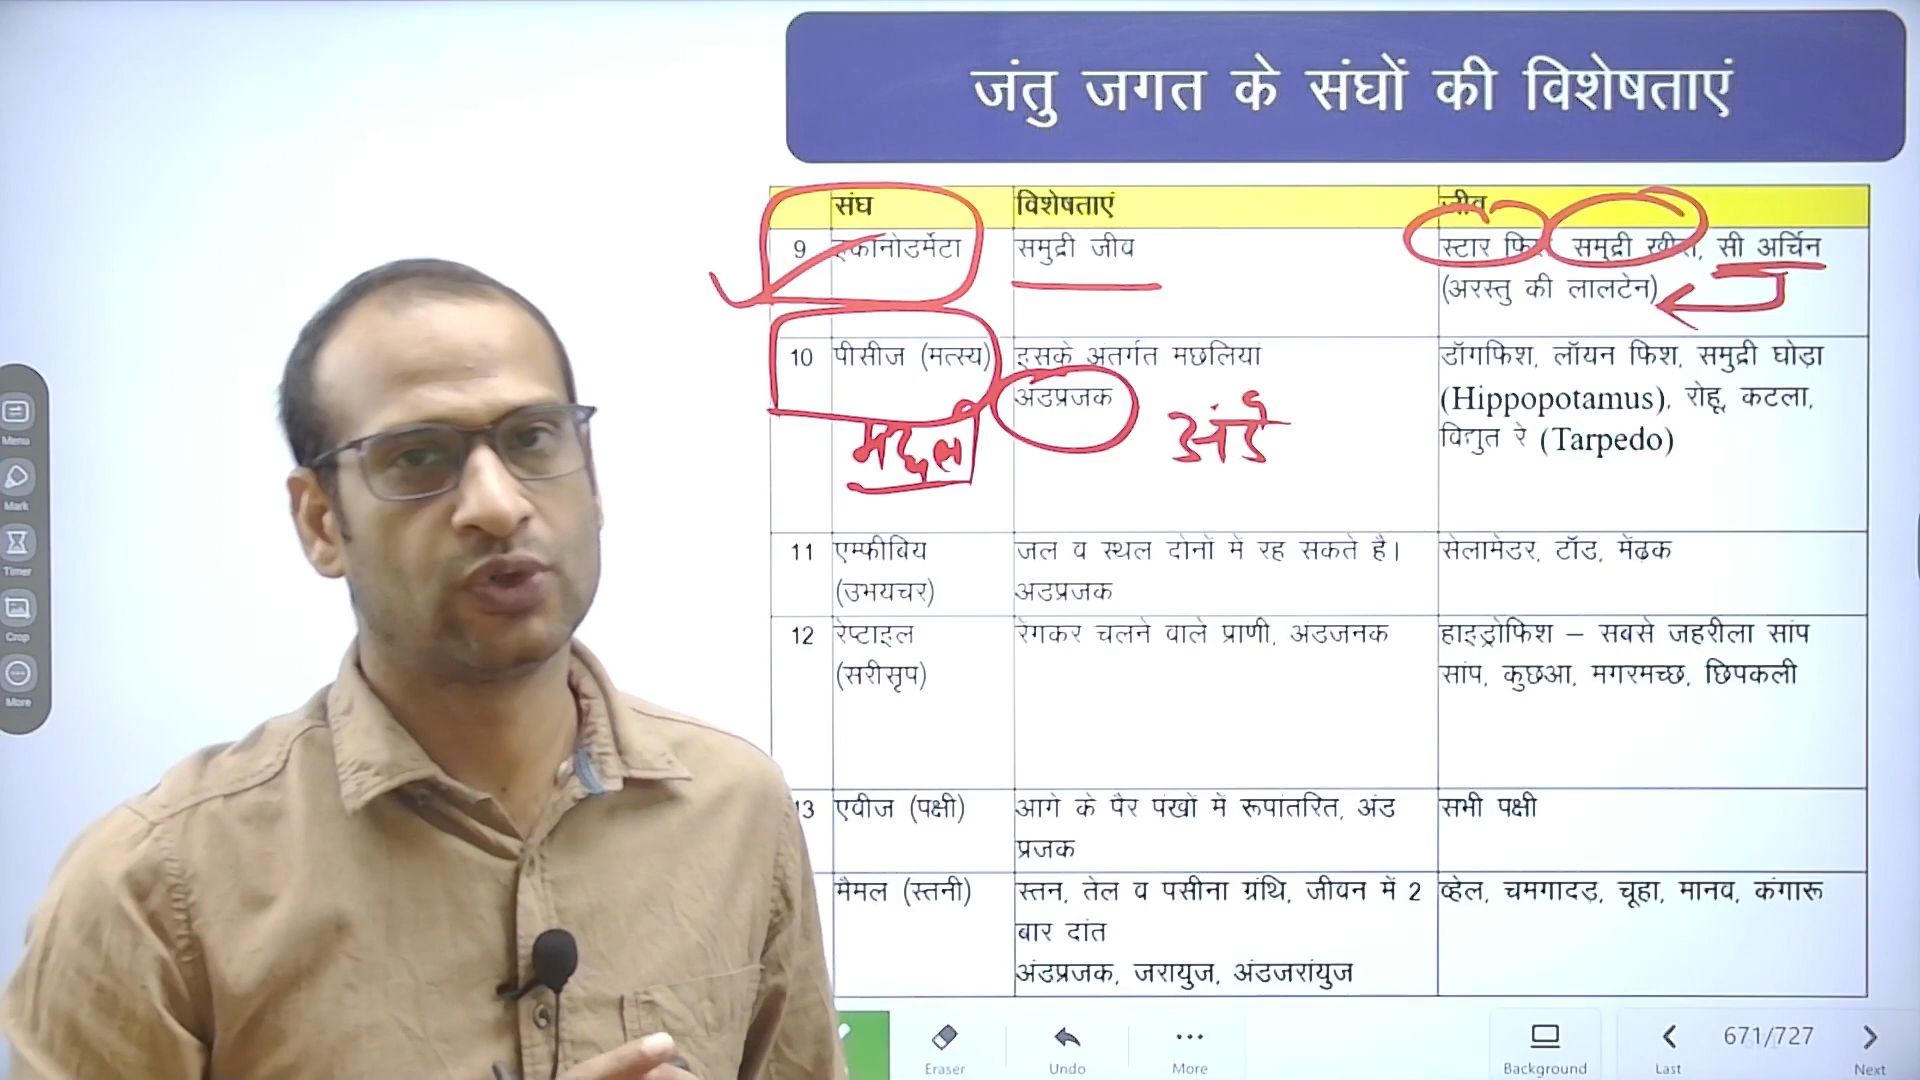 जंतु जगत के संघों की विशेषताएं
संघ विशेषताएं जीव
9 इकानोडर्मेटा समुद्री जीव स्टार फिश, समुद्री खीरा, सी अर्चिन
(अरस्तु की लालटेन)
10 पीसीज (मत्स्य) इसके अंतर्गत मछलियां डॉगफिश, लॉयन फिश, समुद्री घोड़ा
अंडप्रजक (Hippopotamus), रोहू, कटला,
अंडे
विद्युत रे (Tarpedo)
11 एम्फीबिय जल व स्थल दोनों में रह सकते है। सेलामेंडर, टॉड, मेंढ़क
(उभयचर) अंडप्रजक
12 रेप्टाइल रेंगकर चलने वाले प्राणी, अंडजनक हाइड्रोफिश – सबसे जहरीला सांप
(सरीसृप) सांप, कुछआ, मगरमच्छ, छिपकली
13 एवीज (पक्षी) आगे के पैर पंखों में रूपांतरित, अंड सभी पक्षी
प्रजक
मैमल (स्तनी) स्तन, तेल व पसीना ग्रंथि, जीवन में 2 व्हेल, चमगादड़, चूहा, मानव, कंगारू
बार दांत
अंडप्रजक, जरायुज, अंडजरांयुज
Menu
Mark
Timer
Crop
More
Eraser Undo More Background Last 671/727 Next